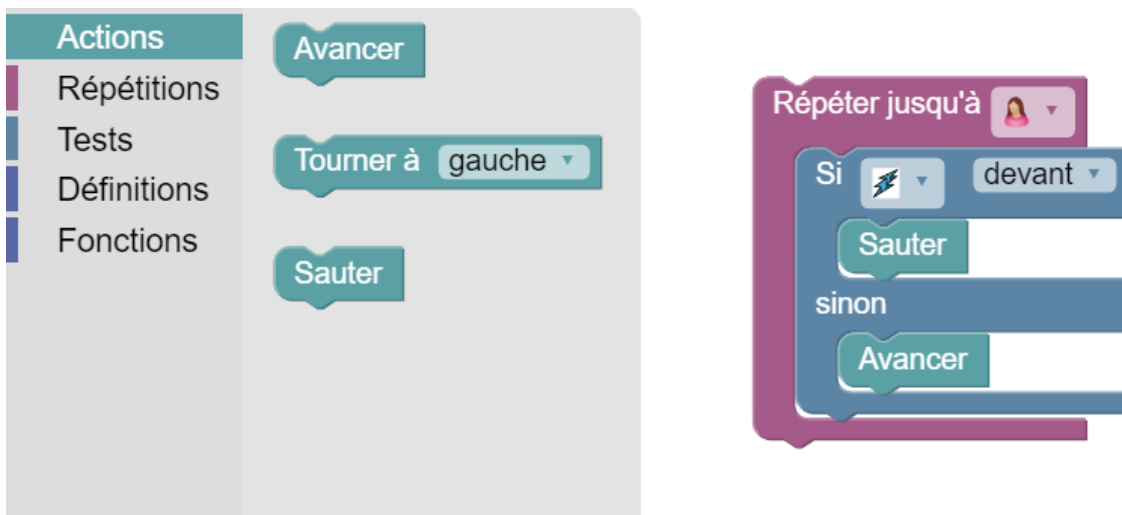 Actions
Répétitions
Tests
Définitions
Fonctions
Avancer
Tourner à gauche
Sauter
Répéter jusqu'à
Si devant
Sauter
sinon
Avancer